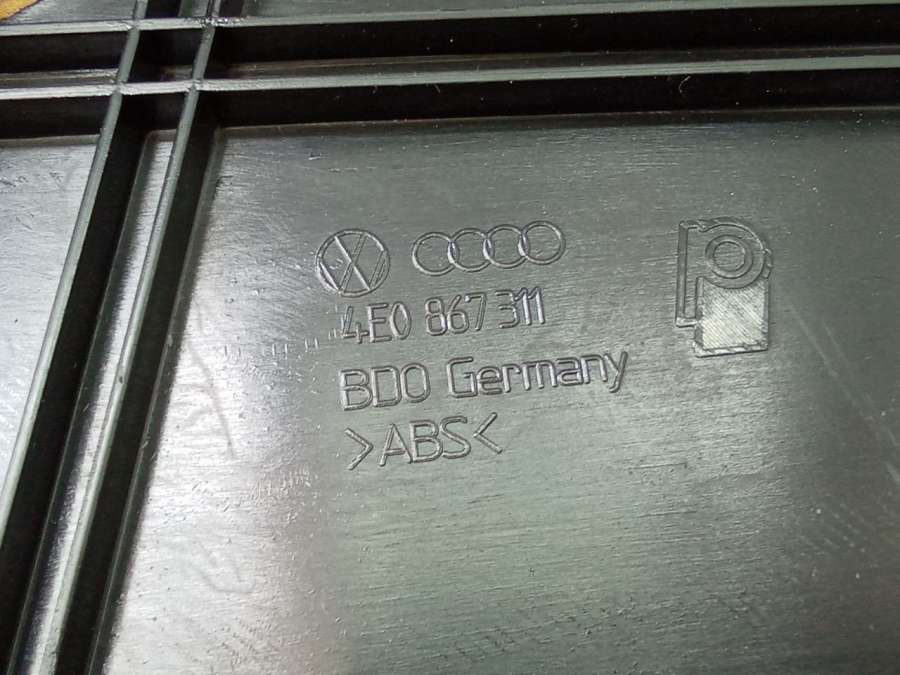 4E0 867 311
BDO Germany
>ABS<